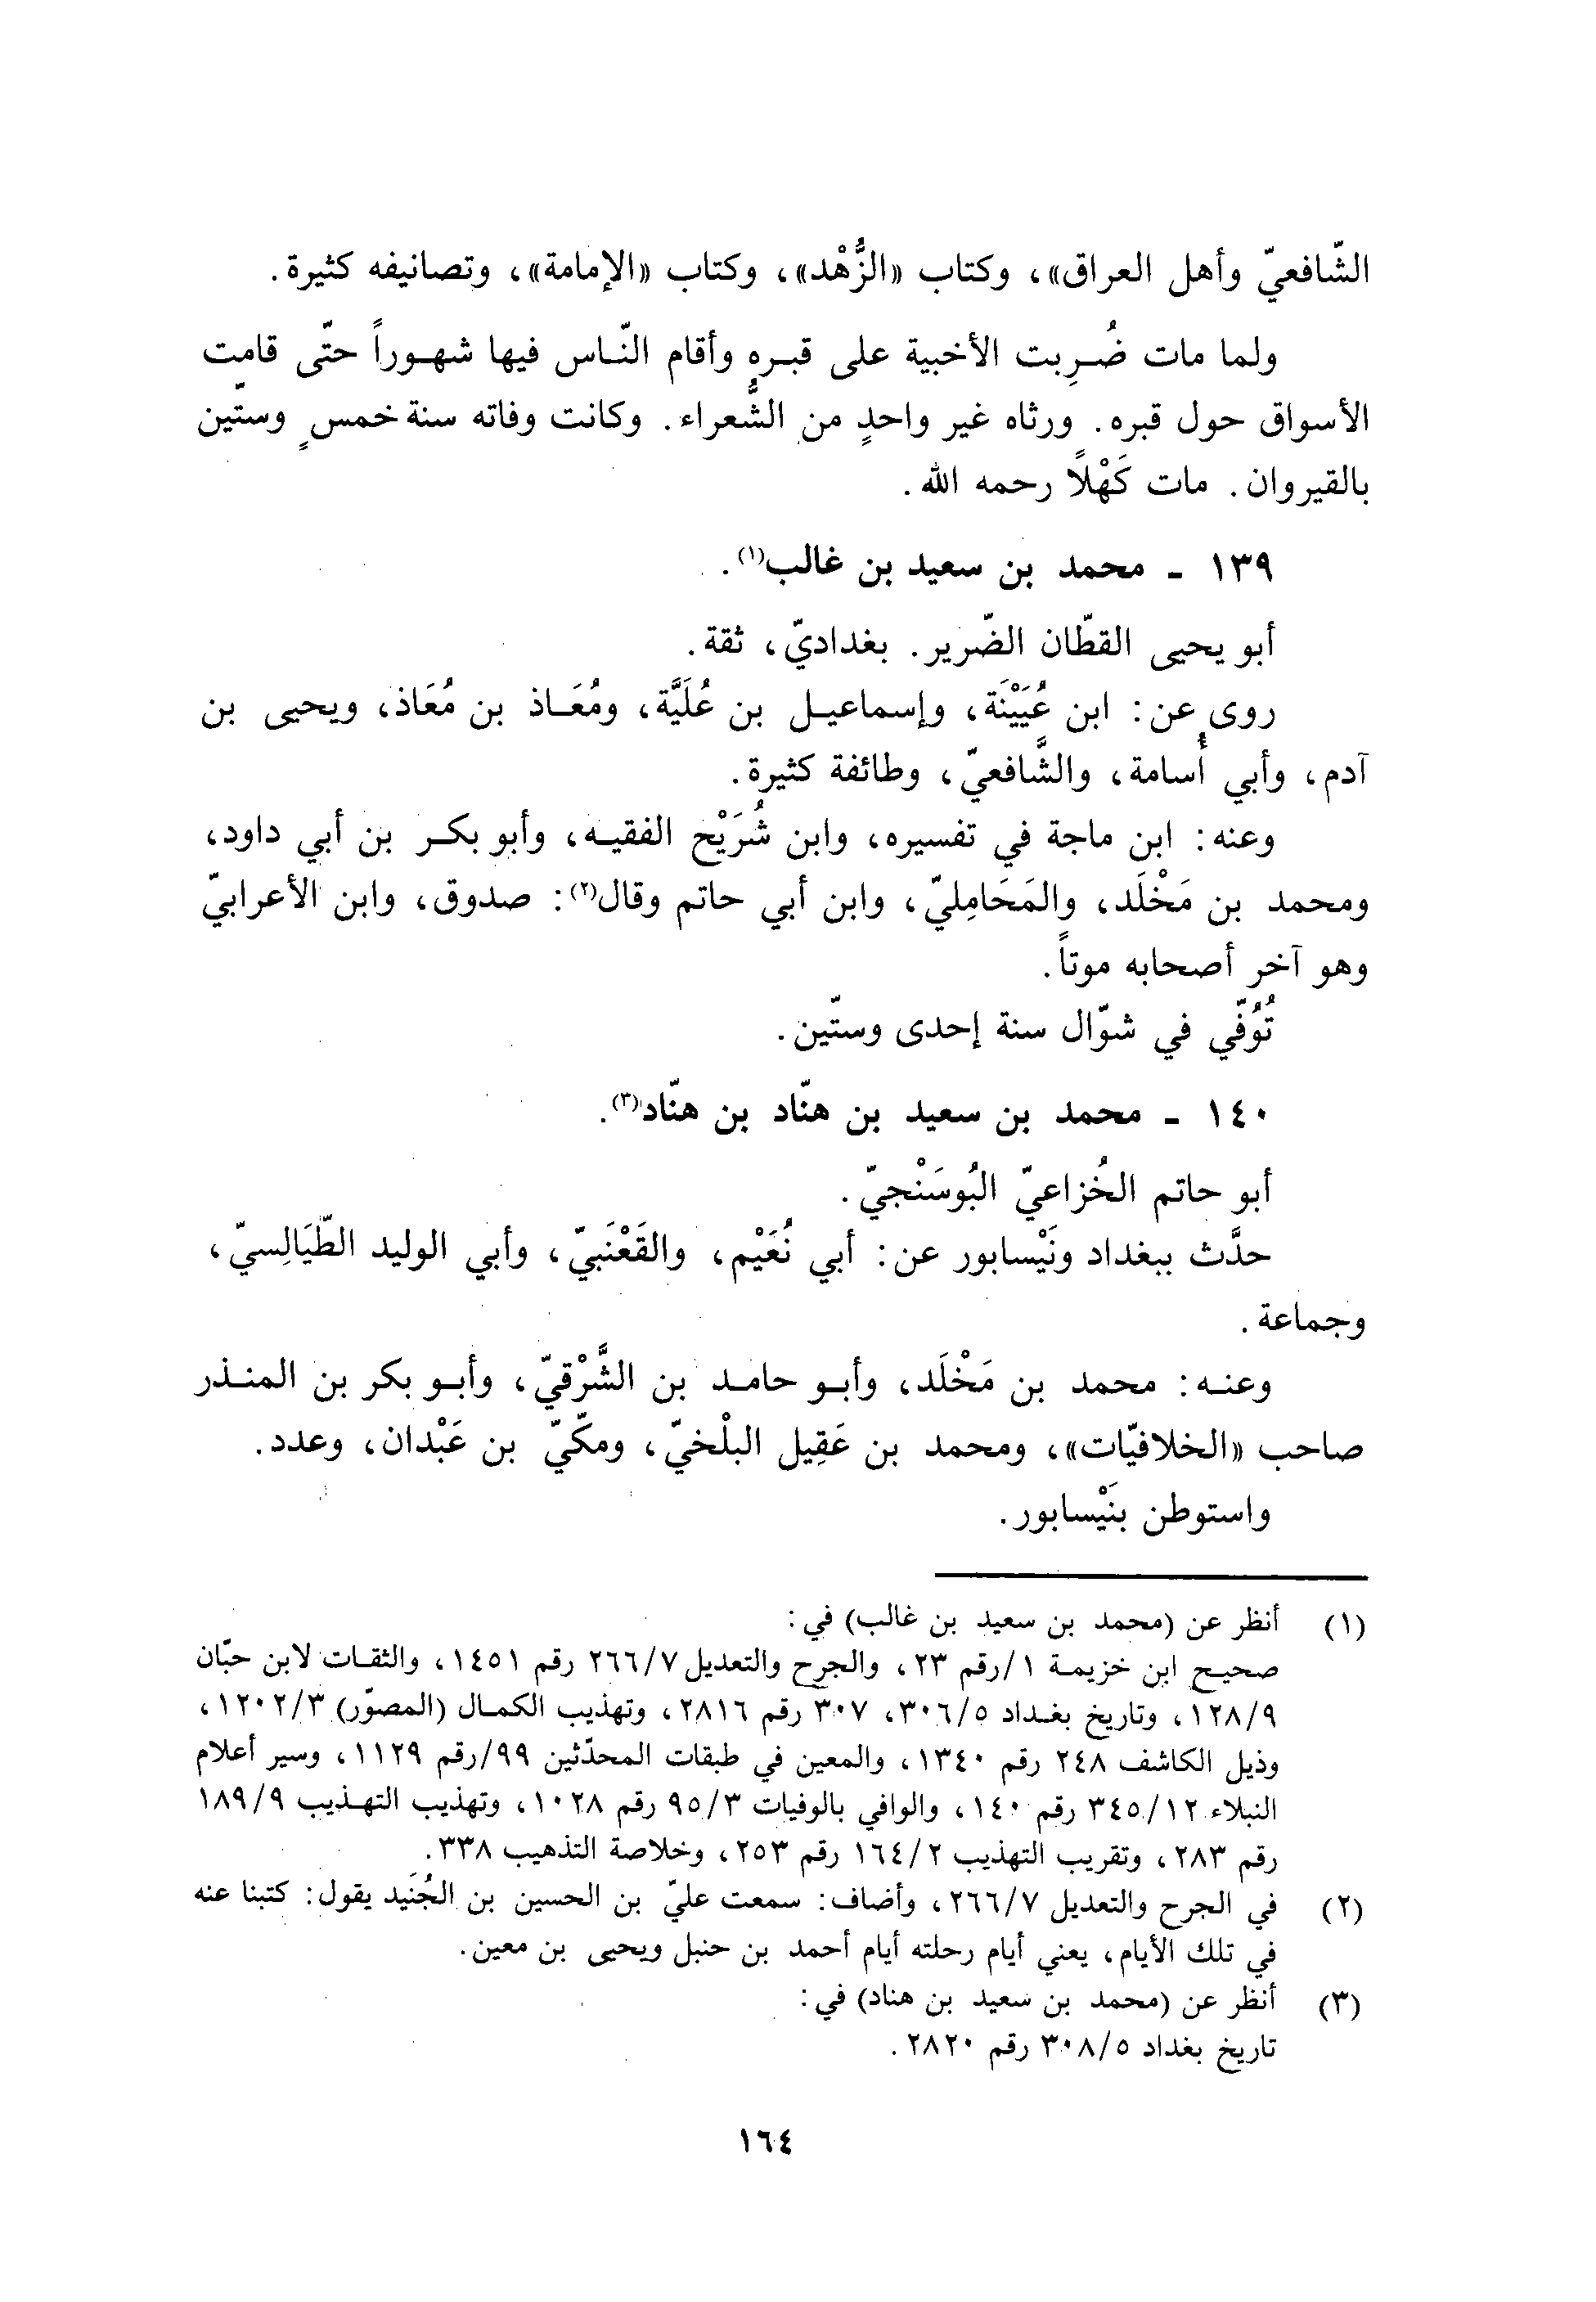 الشّافعيّ وأهل العراق»، وكتاب «الزُّهْد»، وكتاب «الإمامة»، وتصانيفه كثيرة.
ولما مات ضُرِبت الأخبية على قبره وأقام النّاس فيها شهوراً حتّى قامت
الأسواق حول قبره. ورثاه غير واحدٍ من الشُّعراء. وكانت وفاته سنة خمسٍ وستّين
بالقيروان. مات كَهْلاً رحمه الله.
١٣٩ - محمد بن سعيد بن غالب(١).
أبو يحيى القطّان الضّرير. بغداديّ، ثقة.
روى عن: ابن عُيَيْنَة، وإسماعيل بن عُلَيَّة، ومُعَاذ بن مُعَاذ، ويحيى بن
آدم، وأبي أُسامة، والشَّافعيّ، وطائفة كثيرة.
وعنه: ابن ماجة في تفسيره، وابن شُرَيْح الفقيه، وأبو بكر بن أبي داود،
ومحمد بن مَخْلَد، والمَحَامِليّ، وابن أبي حاتم وقال(٢): صدوق، وابن الأعرابيّ
وهو آخر أصحابه موتاً.
تُوُفّي في شوّال سنة إحدى وستّين.
١٤٠ - محمد بن سعيد بن هنّاد بن هنّاد(٣).
أبو حاتم الخُزاعيّ البُوسَنْجيّ.
حدَّث ببغداد ونَيْسابور عن: أبي نُعَيْم، والقَعْنَبيّ، وأبي الوليد الطّيَالِسيّ،
وجماعة.
وعنه: محمد بن مَخْلَد، وأبو حامد بن الشَّرْقيّ، وأبو بكر بن المنذر
صاحب «الخلافيّات»، ومحمد بن عَقِيل البلْخيّ، ومكّيّ بن عَبْدان، وعدد.
واستوطن بنَيْسابور.
(١) أنظر عن (محمد بن سعيد بن غالب) في:
صحيح ابن خزيمة ١/رقم ٢٣، والجرح والتعديل ٢٦٦/٧ رقم ١٤٥١، والثقات لابن حبّان
١٢٨/٩، وتاريخ بغداد ٣٠٦/٥، ٣٠٧ رقم ٢٨١٦، وتهذيب الكمال (المصوّر) ١٢٠٢/٣،
وذيل الكاشف ٢٤٨ رقم ١٣٤٠، والمعين في طبقات المحدّثين ٩٩/رقم ١١٢٩، وسير أعلام
النبلاء ٣٤٥/١٢ رقم ١٤٠، والوافي بالوفيات ٩٥/٣ رقم ١٠٢٨، وتهذيب التهذيب ١٨٩/٩
رقم ٢٨٣، وتقريب التهذيب ١٦٤/٢ رقم ٢٥٣، وخلاصة التذهيب ٣٣٨.
(٢) في الجرح والتعديل ٢٦٦/٧، وأضاف: سمعت عليّ بن الحسين بن الجُنَيد يقول: كتبنا عنه
في تلك الأيام، يعني أيام رحلته أيام أحمد بن حنبل ويحيى بن معين.
(٣) أنظر عن (محمد بن سعيد بن هناد) في:
تاريخ بغداد ٣٠٨/٥ رقم ٢٨٢٠.
١٦٤